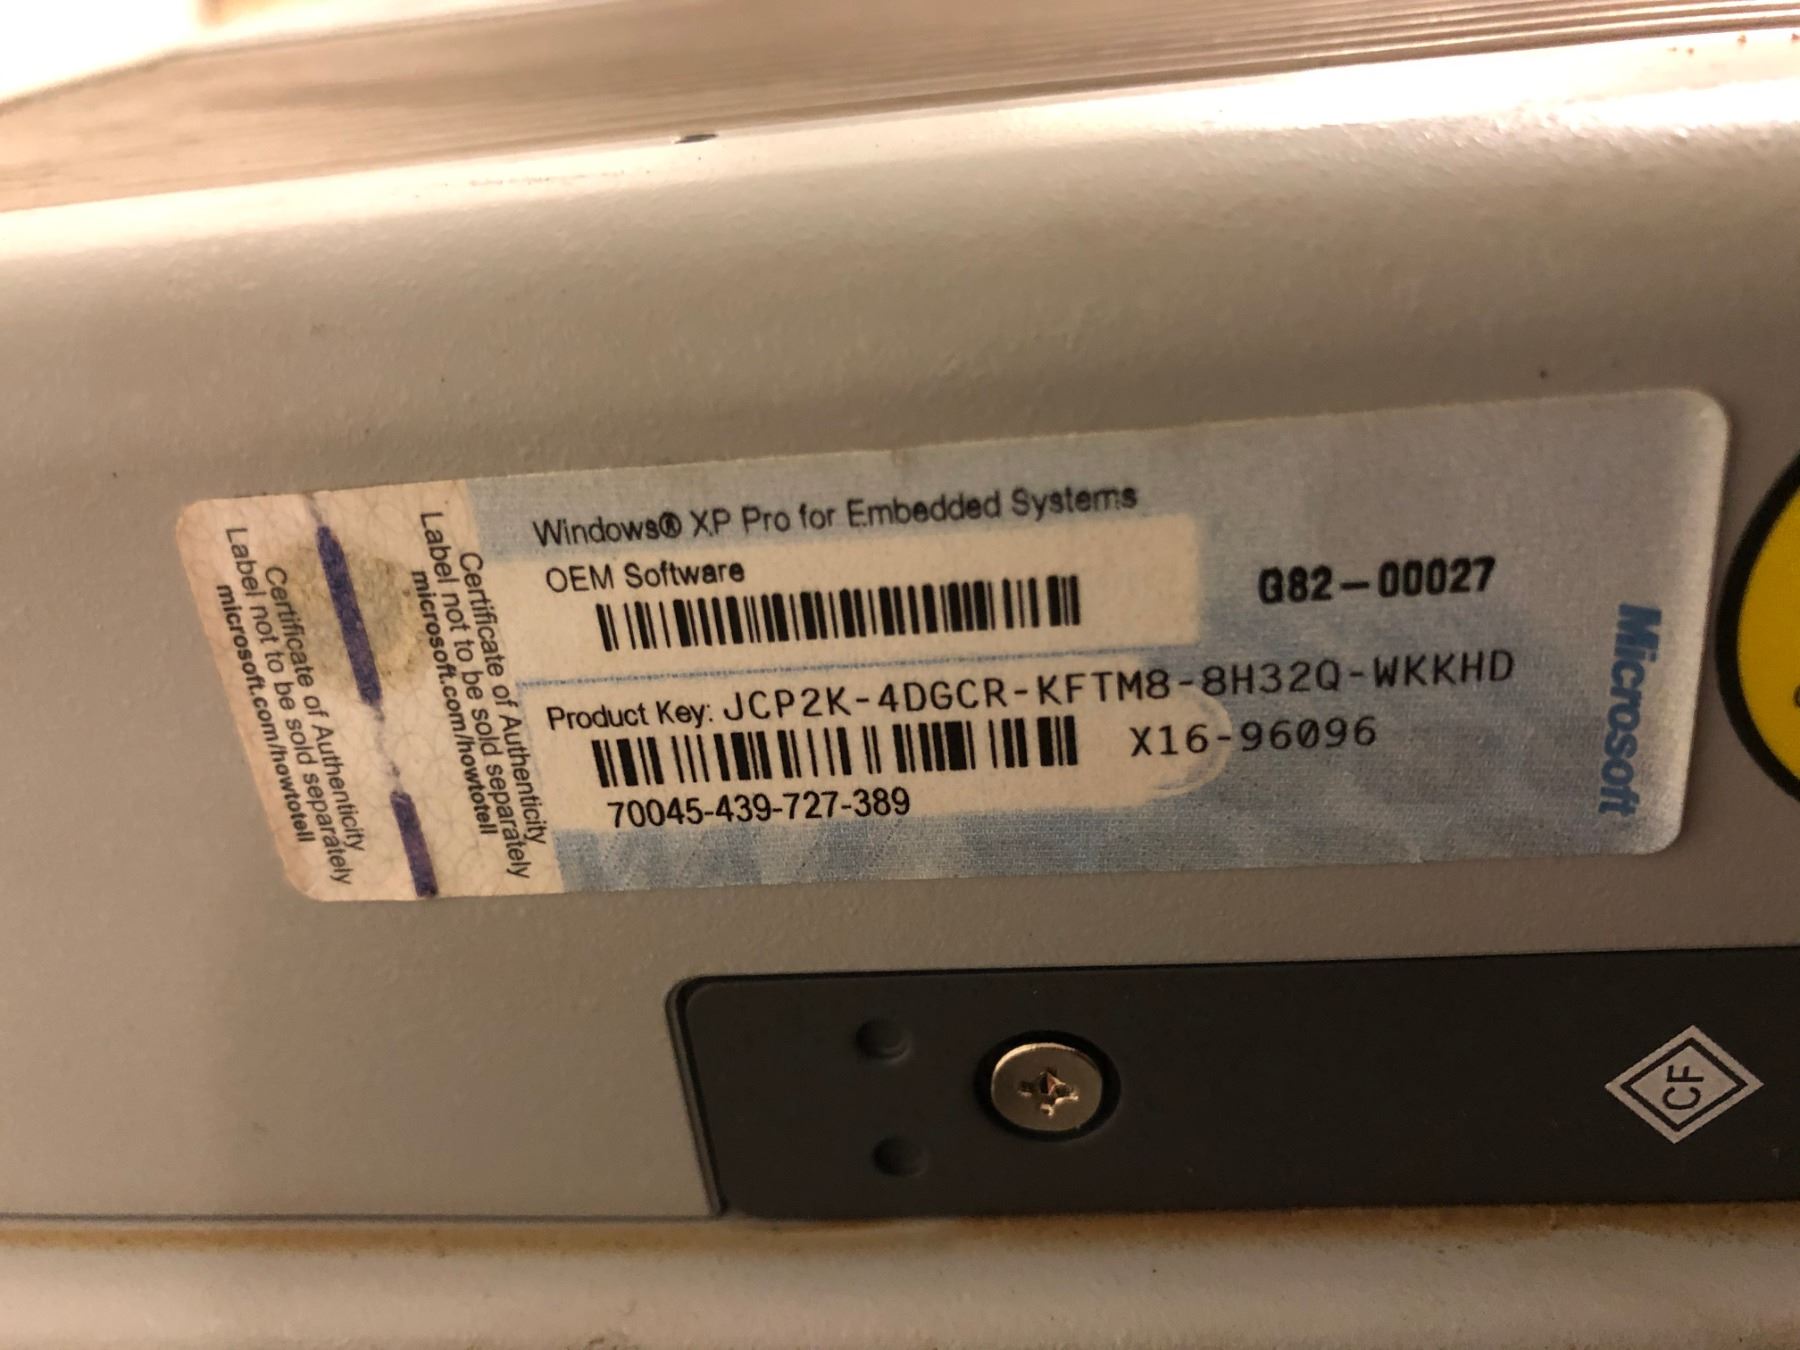 Windows® XP Pro for Embedded Systems
OEM Software
G82-00027
Product Key: JCP2K-4DGCR-KFTM8-8H32Q-WKKHD
X16-96096
70045-439-727-389
Microsoft
Certificate of Authenticity
Label not to be sold separately
microsoft.com/howtotell
Certificate of Authenticity
Label not to be sold separately
microsoft.com/howtotell
CF